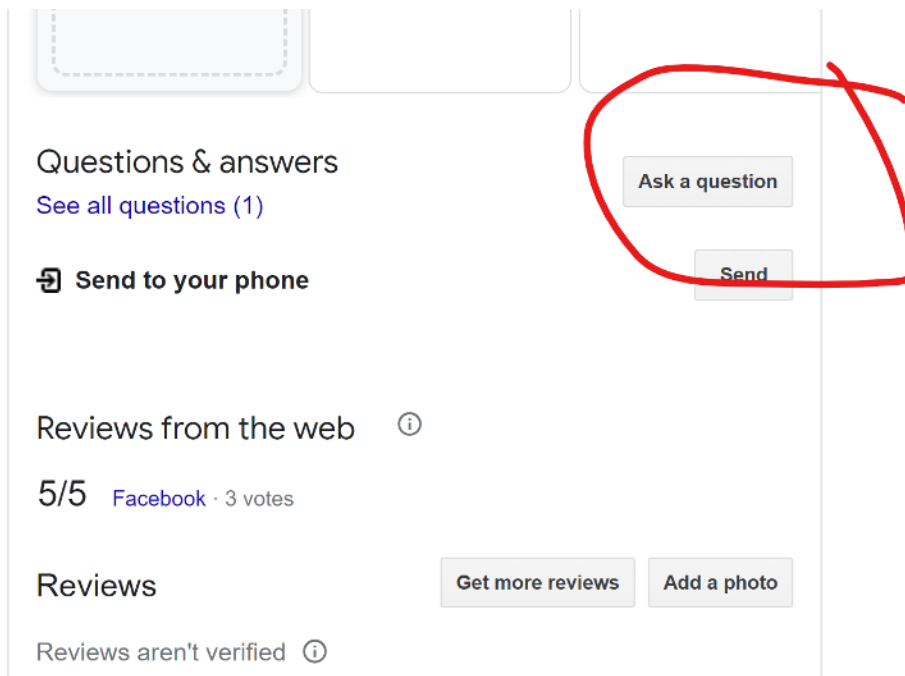 Questions & answers
Ask a question
See all questions (1)
Send to your phone
Send
Reviews from the web
5/5 Facebook · 3 votes
Reviews
Get more reviews
Add a photo
Reviews aren't verified